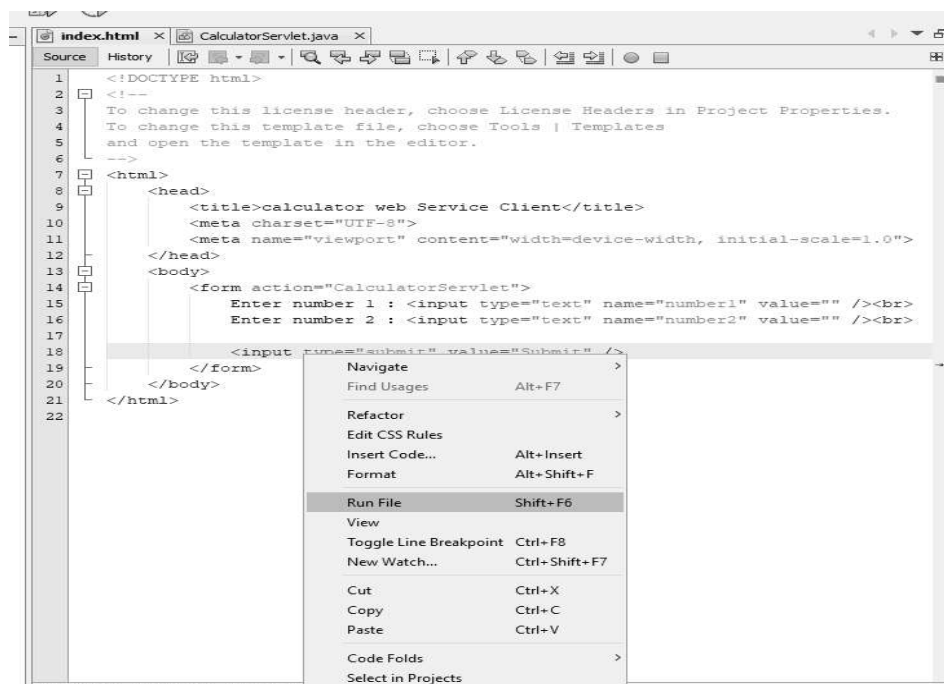 index.html × CalculatorServlet.java ×
Source History
1 <!DOCTYPE html>
2 <!--
3 To change this license header, choose License Headers in Project Properties.
4 To change this template file, choose Tools | Templates
5 and open the template in the editor.
6 -->
7 <html>
8 <head>
9 <title>calculator web Service Client</title>
10 <meta charset="UTF-8">
11 <meta name="viewport" content="width=device-width, initial-scale=1.0">
12 </head>
13 <body>
14 <form action="CalculatorServlet">
15 Enter number 1 : <input type="text" name="number1" value="" /><br>
16 Enter number 2 : <input type="text" name="number2" value="" /><br>
17
18 <input type="submit" value="Submit" />
19 </form>
20 </body>
21 </html>
22
Navigate >
Find Usages Alt+F7
Refactor >
Edit CSS Rules
Insert Code... Alt+Insert
Format Alt+Shift+F
Run File Shift+F6
View
Toggle Line Breakpoint Ctrl+F8
New Watch... Ctrl+Shift+F7
Cut Ctrl+X
Copy Ctrl+C
Paste Ctrl+V
Code Folds >
Select in Projects